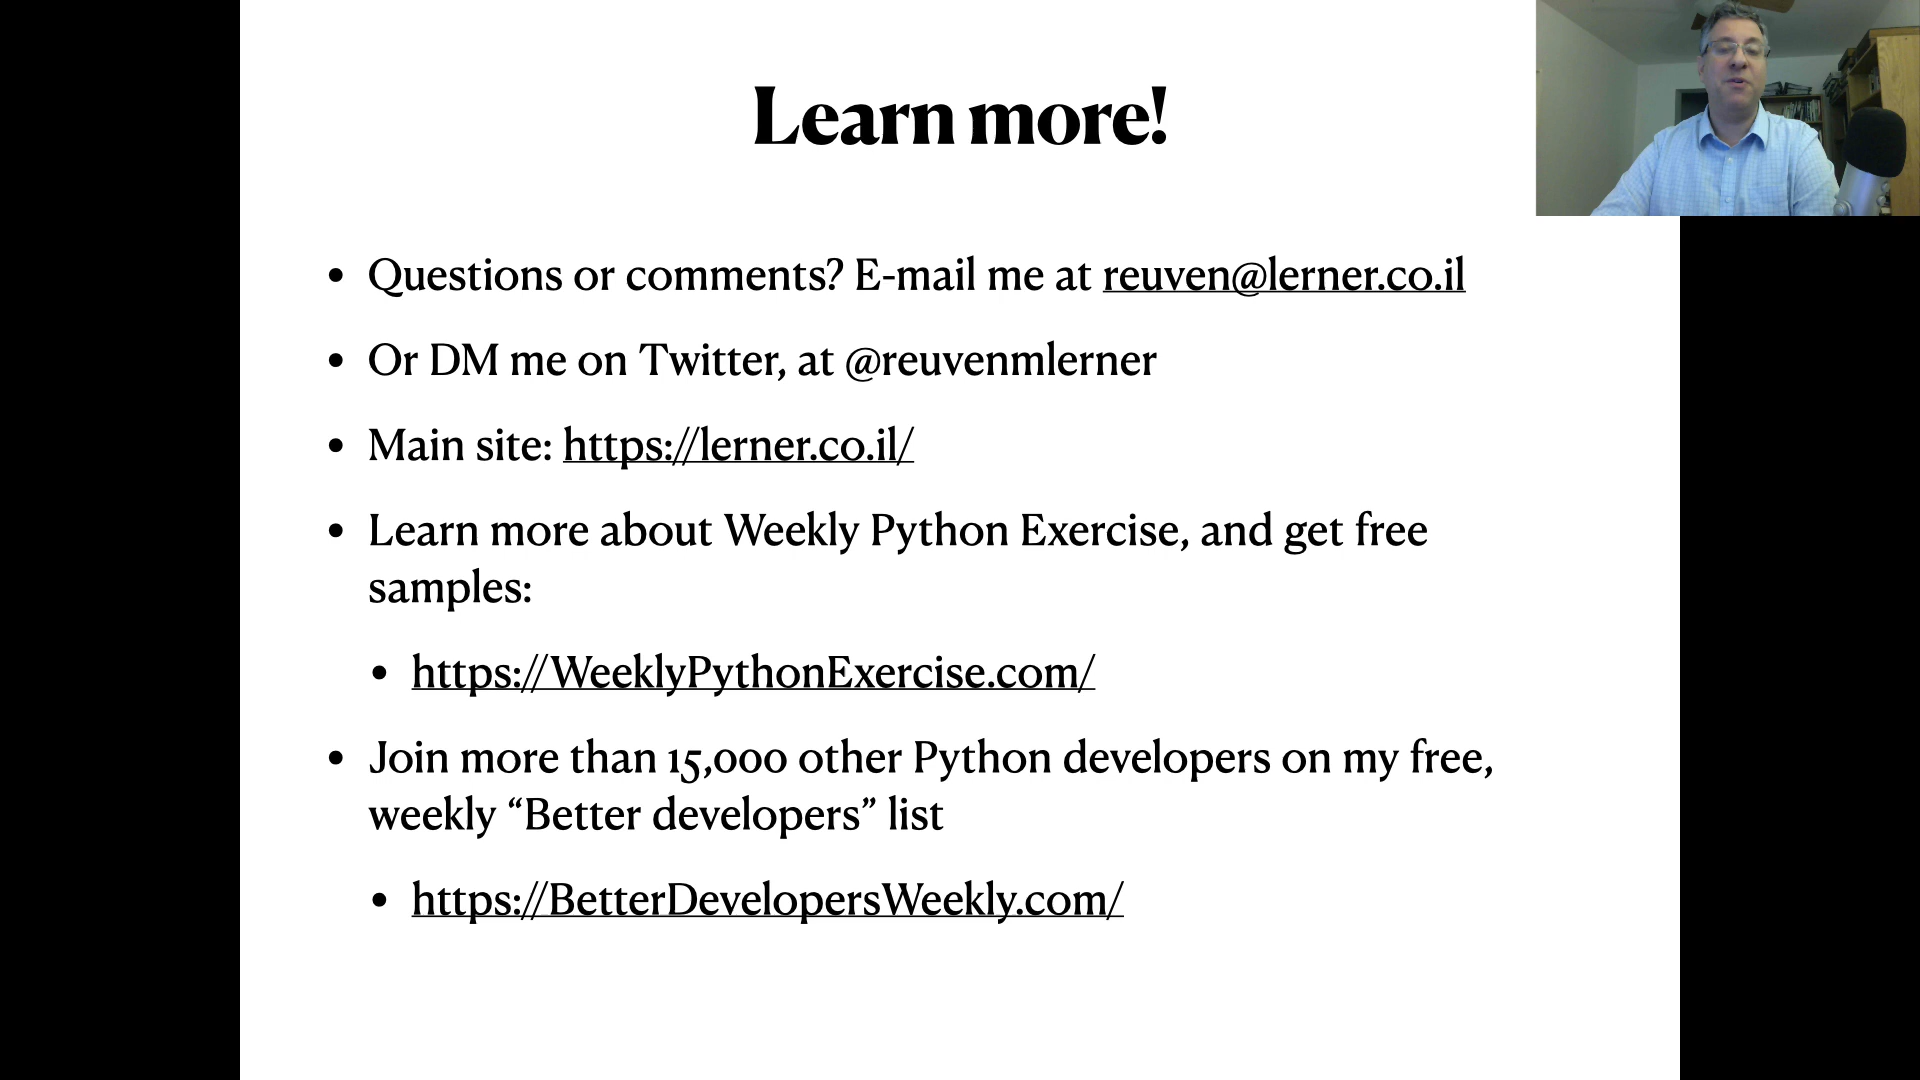 Learn more!
• Questions or comments? E-mail me at reuven@lerner.co.il
• Or DM me on Twitter, at @reuvenmlerner
• Main site: https://lerner.co.il/
• Learn more about Weekly Python Exercise, and get free
samples:
• https://WeeklyPythonExercise.com/
• Join more than 15,000 other Python developers on my free,
weekly “Better developers” list
• https://BetterDevelopersWeekly.com/